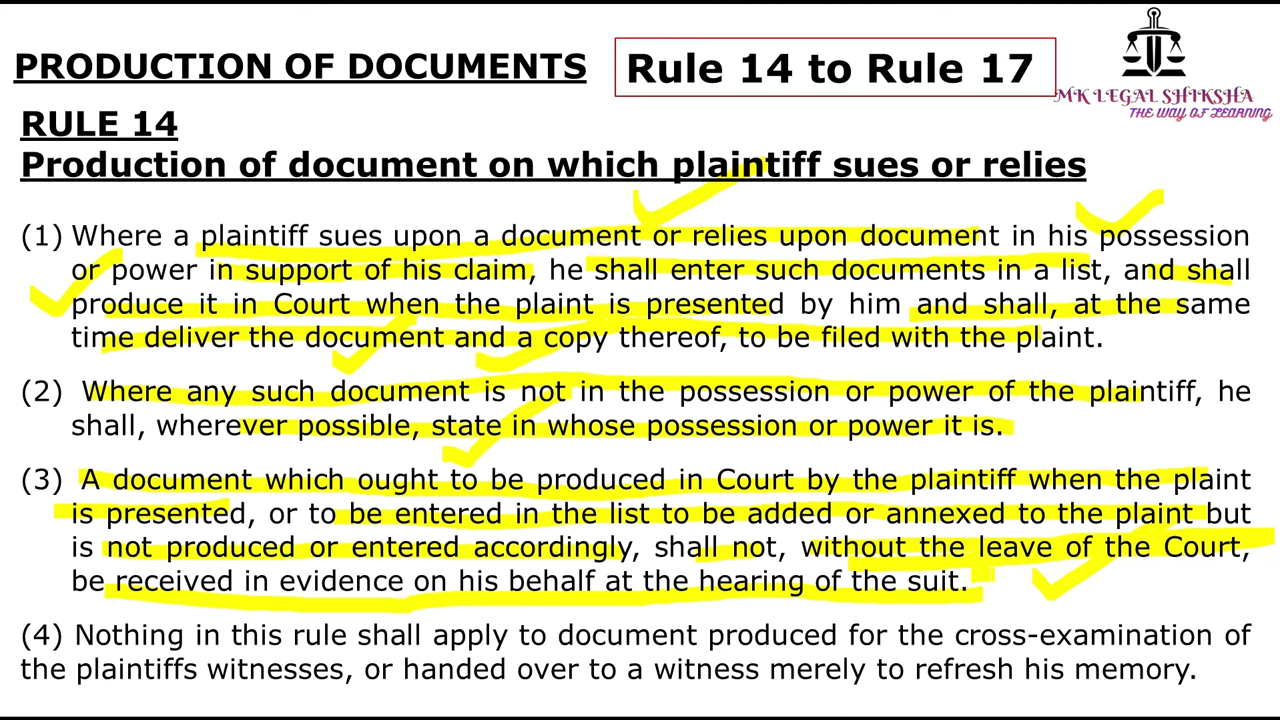 PRODUCTION OF DOCUMENTS
Rule 14 to Rule 17
MK LEGAL SHIKSHA
THE WAY OF LEARNING
RULE 14
Production of document on which plaintiff sues or relies
(1) Where a plaintiff sues upon a document or relies upon document in his possession
or power in support of his claim, he shall enter such documents in a list, and shall
produce it in Court when the plaint is presented by him and shall, at the same
time deliver the document and a copy thereof, to be filed with the plaint.
(2) Where any such document is not in the possession or power of the plaintiff, he
shall, wherever possible, state in whose possession or power it is.
(3) A document which ought to be produced in Court by the plaintiff when the plaint
is presented, or to be entered in the list to be added or annexed to the plaint but
is not produced or entered accordingly, shall not, without the leave of the Court,
be received in evidence on his behalf at the hearing of the suit.
(4) Nothing in this rule shall apply to document produced for the cross-examination of
the plaintiffs witnesses, or handed over to a witness merely to refresh his memory.